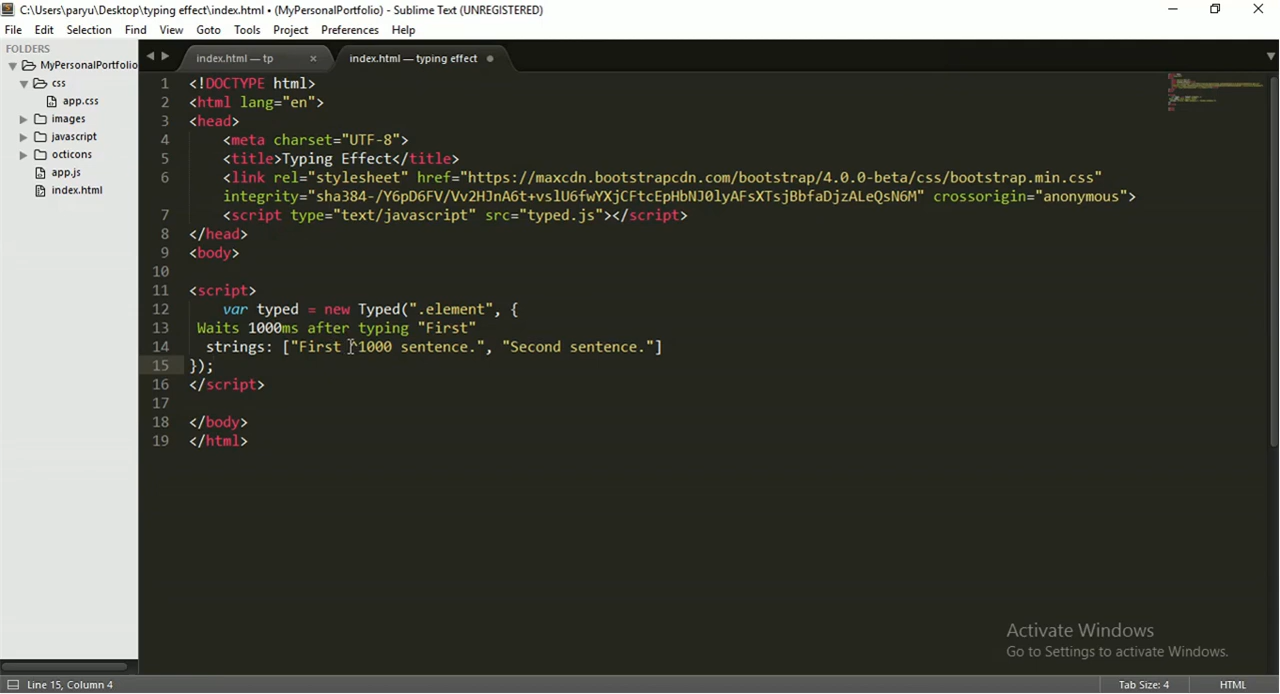 C:\Users\paryu\Desktop\typing effect\index.html • (MyPersonalPortfolio) - Sublime Text (UNREGISTERED)
File Edit Selection Find View Goto Tools Project Preferences Help
FOLDERS
MyPersonalPortfolio
css
app.css
images
javascript
octicons
app.js
index.html
index.html — tp
index.html — typing effect
1 <!DOCTYPE html>
2 <html lang="en">
3 <head>
4 <meta charset="UTF-8">
5 <title>Typing Effect</title>
6 <link rel="stylesheet" href="https://maxcdn.bootstrapcdn.com/bootstrap/4.0.0-beta/css/bootstrap.min.css"
integrity="sha384-/Y6pD6FV/Vv2HJnA6t+vslU6fwYXjCFtcEpHbNJ0lyAFsXTsjBbfaDjzALeQsN6M" crossorigin="anonymous">
7 <script type="text/javascript" src="typed.js"></script>
8 </head>
9 <body>
10
11 <script>
12 var typed = new Typed(".element", {
13 Waits 1000ms after typing "First"
14 strings: ["First ^1000 sentence.", "Second sentence."]
15 });
16 </script>
17
18 </body>
19 </html>
Activate Windows
Go to Settings to activate Windows.
Line 15, Column 4
Tab Size: 4
HTML